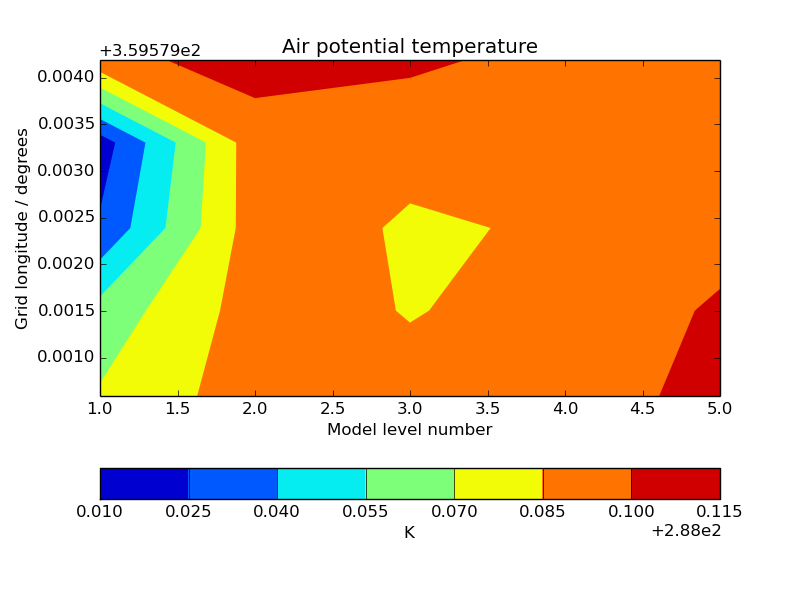 Air potential temperature
+3.59579e2
0.0040
0.0035
0.0030
0.0025
0.0020
0.0015
0.0010
Grid longitude / degrees
1.0 1.5 2.0 2.5 3.0 3.5 4.0 4.5 5.0
Model level number
0.010 0.025 0.040 0.055 0.070 0.085 0.100 0.115
K
+2.88e2